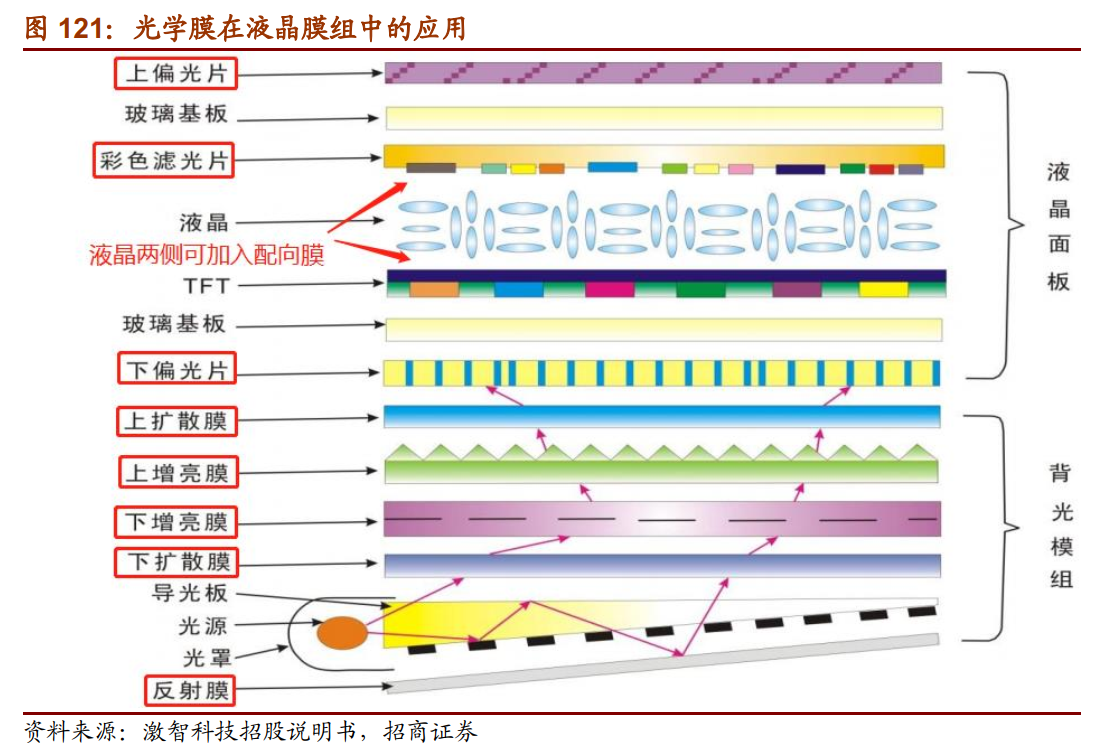 图 121：光学膜在液晶膜组中的应用
上偏光片
玻璃基板
彩色滤光片
液晶
液晶两侧可加入配向膜
TFT
玻璃基板
下偏光片
液晶面板
上扩散膜
上增亮膜
下增亮膜
下扩散膜
导光板
光源
光罩
反射膜
背光模组
资料来源：激智科技招股说明书，招商证券